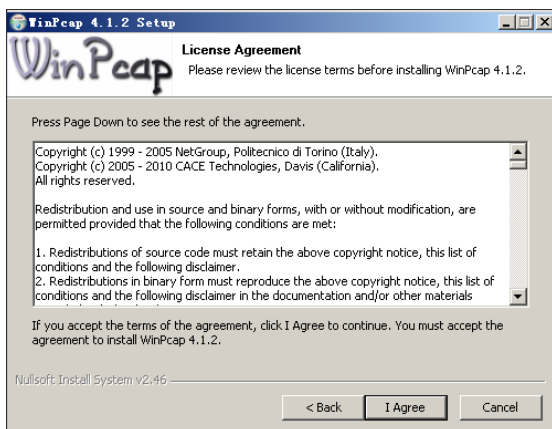 WinPcap 4.1.2 Setup
WinPcap
License Agreement
Please review the license terms before installing WinPcap 4.1.2.
Press Page Down to see the rest of the agreement.
Copyright (c) 1999 - 2005 NetGroup, Politecnico di Torino (Italy).
Copyright (c) 2005 - 2010 CACE Technologies, Davis (California).
All rights reserved.
Redistribution and use in source and binary forms, with or without modification, are
permitted provided that the following conditions are met:
1. Redistributions of source code must retain the above copyright notice, this list of
conditions and the following disclaimer.
2. Redistributions in binary form must reproduce the above copyright notice, this list of
conditions and the following disclaimer in the documentation and/or other materials
If you accept the terms of the agreement, click I Agree to continue. You must accept the
agreement to install WinPcap 4.1.2.
Nullsoft Install System v2.46
< Back
I Agree
Cancel